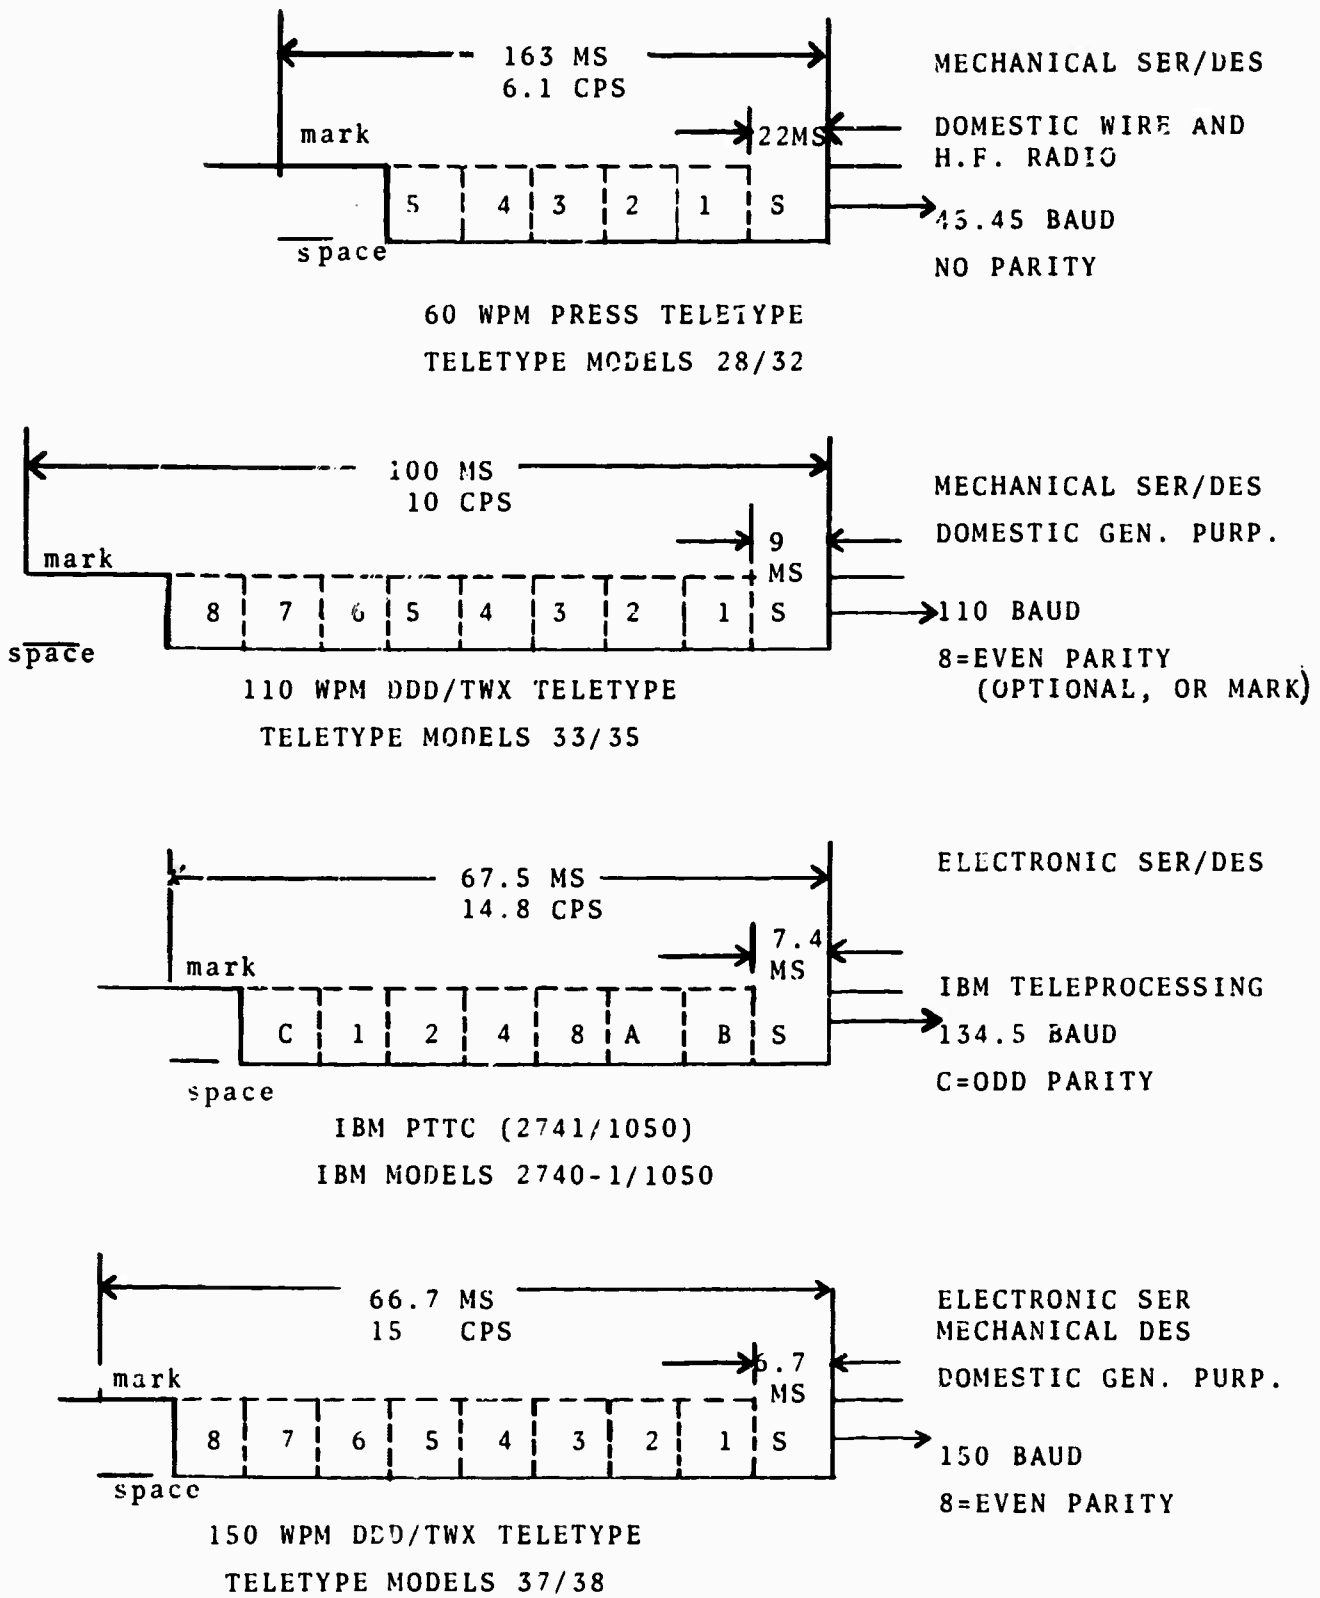 163 MS
6.1 CPS
mark
22MS
5 4 3 2 1 S
space
MECHANICAL SER/DES
DOMESTIC WIRE AND
H.F. RADIO
45.45 BAUD
NO PARITY
60 WPM PRESS TELETYPE
TELETYPE MODELS 28/32
100 MS
10 CPS
mark
9
MS
8 7 6 5 4 3 2 1 S
space
MECHANICAL SER/DES
DOMESTIC GEN. PURP.
110 BAUD
8=EVEN PARITY
(OPTIONAL, OR MARK)
110 WPM DDD/TWX TELETYPE
TELETYPE MODELS 33/35
67.5 MS
14.8 CPS
mark
7.4
MS
C 1 2 4 8 A B S
space
ELECTRONIC SER/DES
IBM TELEPROCESSING
134.5 BAUD
C=ODD PARITY
IBM PTTC (2741/1050)
IBM MODELS 2740-1/1050
66.7 MS
15 CPS
mark
6.7
MS
8 7 6 5 4 3 2 1 S
space
ELECTRONIC SER
MECHANICAL DES
DOMESTIC GEN. PURP.
150 BAUD
8=EVEN PARITY
150 WPM DDD/TWX TELETYPE
TELETYPE MODELS 37/38